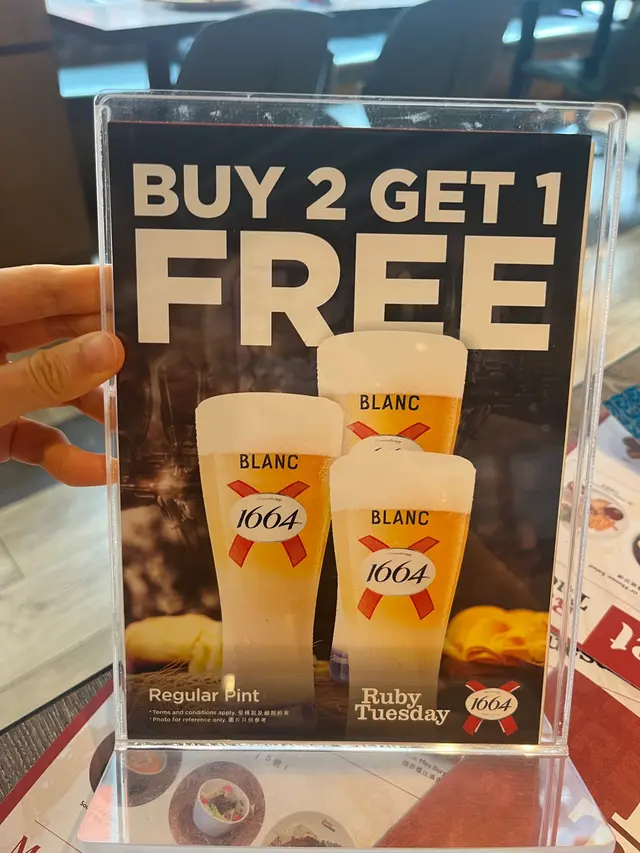 BUY 2 GET 1
FREE
BLANC
BLANC
1664
BLANC
1664
Regular Pint
* Terms and conditions apply. 受條款及細則約束
* Photo for reference only. 圖片只供參考
Ruby
Tuesday
1664